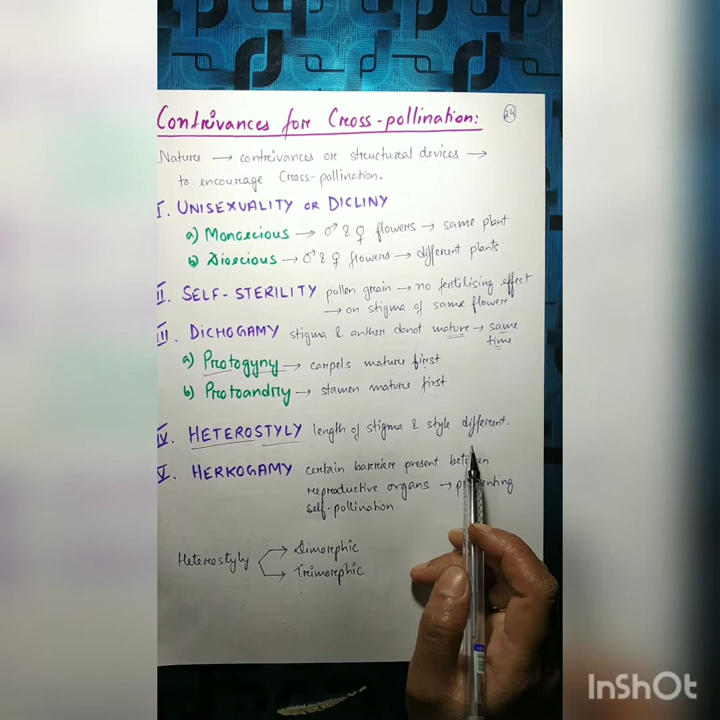 Contrivances for Cross-pollination: 24
Nature → contrivances or structural devices →
to encourage Cross-pollination.
I. UNISEXUALITY OR DICLINY
a) Monoecious → ♂ & ♀ flowers → same plant
b) Dioecious → ♂ & ♀ flowers → different plants
II. SELF-STERILITY pollen grain → no fertilising effect
→ on stigma of same flower
III. DICHOGAMY stigma & anther donot mature → same
time
a) Protogyny → carpels mature first
b) Protoandry → stamen mature first
IV. HETEROSTYLY length of stigma & style different.
V. HERKOGAMY certain barrier present between
reproductive organs →
self-pollination
Heterostyly
Dimorphic
Trimorphic
InShOt